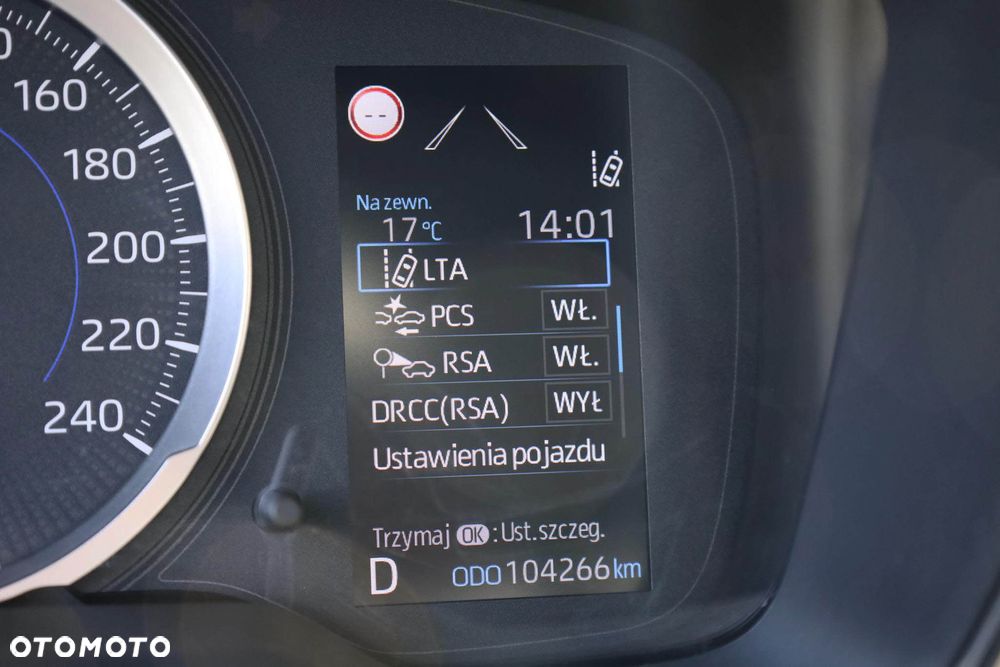 160
180
200
220
240
--
Na zewn.
17 °C 14:01
LTA
PCS WŁ.
RSA WŁ.
DRCC(RSA) WYŁ
Ustawienia pojazdu
Trzymaj OK : Ust. szczeg.
D ODO 104266 km
OTOMOTO